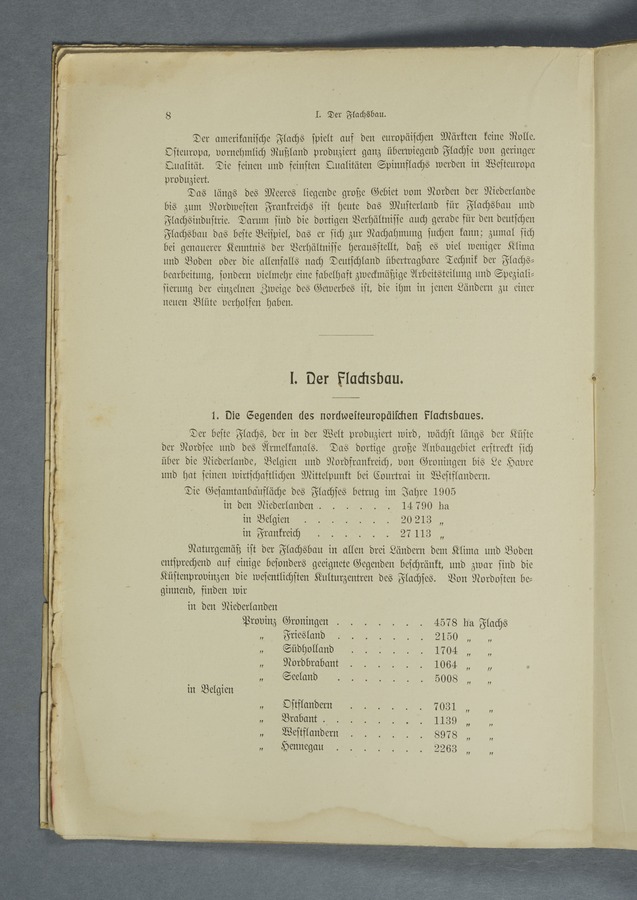 8
I. Der Flachsbau.
Der amerikanische Flachs spielt auf den europäischen Märkten keine Rolle.
Osteuropa, vornehmlich Rußland produziert ganz überwiegend Flachse von geringer
Qualität. Die feinen und feinsten Qualitäten Spinnflachs werden in Westeuropa
produziert.
Das längs des Meeres liegende große Gebiet vom Norden der Niederlande
bis zum Nordwesten Frankreichs ist heute das Musterland für Flachsbau und
Flachsindustrie. Darum sind die dortigen Verhältnisse auch gerade für den deutschen
Flachsbau das beste Beispiel, das er sich zur Nachahmung suchen kann; zumal sich
bei genauerer Kenntnis der Verhältnisse herausstellt, daß es viel weniger Klima
und Boden oder die allenfalls nach Deutschland übertragbare Technik der Flachs-
bearbeitung, sondern vielmehr eine fabelhaft zweckmäßige Arbeitsteilung und Speziali-
sierung der einzelnen Zweige des Gewerbes ist, die ihm in jenen Ländern zu einer
neuen Blüte verholfen haben.
I. Der Flachsbau.
1. Die Gegenden des nordwesteuropäischen Flachsbaues.
Der beste Flachs, der in der Welt produziert wird, wächst längs der Küste
der Nordsee und des Ärmelkanals. Das dortige große Anbaugebiet erstreckt sich
über die Niederlande, Belgien und Nordfrankreich, von Groningen bis Le Havre
und hat seinen wirtschaftlichen Mittelpunkt bei Courtrai in Westflandern.
Die Gesamtanbaufläche des Flachses betrug im Jahre 1905
in den Niederlanden . . . . . . 14 790 ha
in Belgien . . . . . . . 20 213 „
in Frankreich . . . . . . 27 113 „
Naturgemäß ist der Flachsbau in allen drei Ländern dem Klima und Boden
entsprechend auf einige besonders geeignete Gegenden beschränkt, und zwar sind die
Küstenprovinzen die wesentlichsten Kulturzentren des Flachses. Von Nordosten be-
ginnend, finden wir
in den Niederlanden
Provinz Groningen . . . . . . . 4578 ha Flachs
„ Friesland . . . . . . . 2150 „ „
„ Südholland . . . . . . 1704 „ „
„ Nordbrabant . . . . . . 1064 „ „
„ Seeland . . . . . . . 5008 „ „
in Belgien
„ Ostflandern . . . . . . 7031 „ „
„ Brabant . . . . . . . . 1139 „ „
„ Westflandern . . . . . . 8978 „ „
„ Hennegau . . . . . . . 2263 „ „